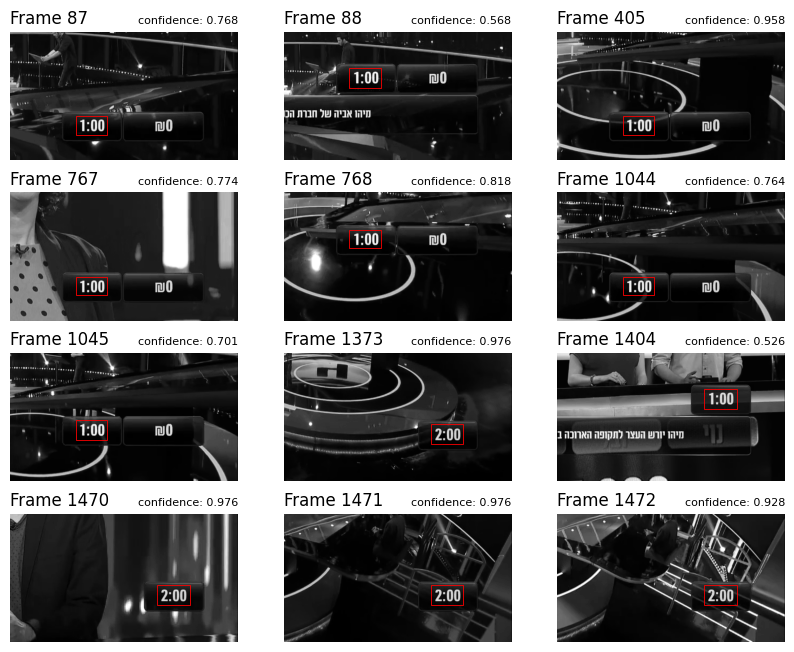 Frame 87 confidence: 0.768
1:00 ₪0
Frame 88 confidence: 0.568
1:00 ₪0
מיהו אביה של חברת הכנ
Frame 405 confidence: 0.958
1:00 ₪0
Frame 767 confidence: 0.774
1:00 ₪0
Frame 768 confidence: 0.818
1:00 ₪0
Frame 1044 confidence: 0.764
1:00 ₪0
Frame 1045 confidence: 0.701
1:00 ₪0
Frame 1373 confidence: 0.976
2:00
Frame 1404 confidence: 0.526
1:00
מיהו יורש העצר לתקופה הארוכה ב
Frame 1470 confidence: 0.976
2:00
Frame 1471 confidence: 0.976
2:00
Frame 1472 confidence: 0.928
2:00